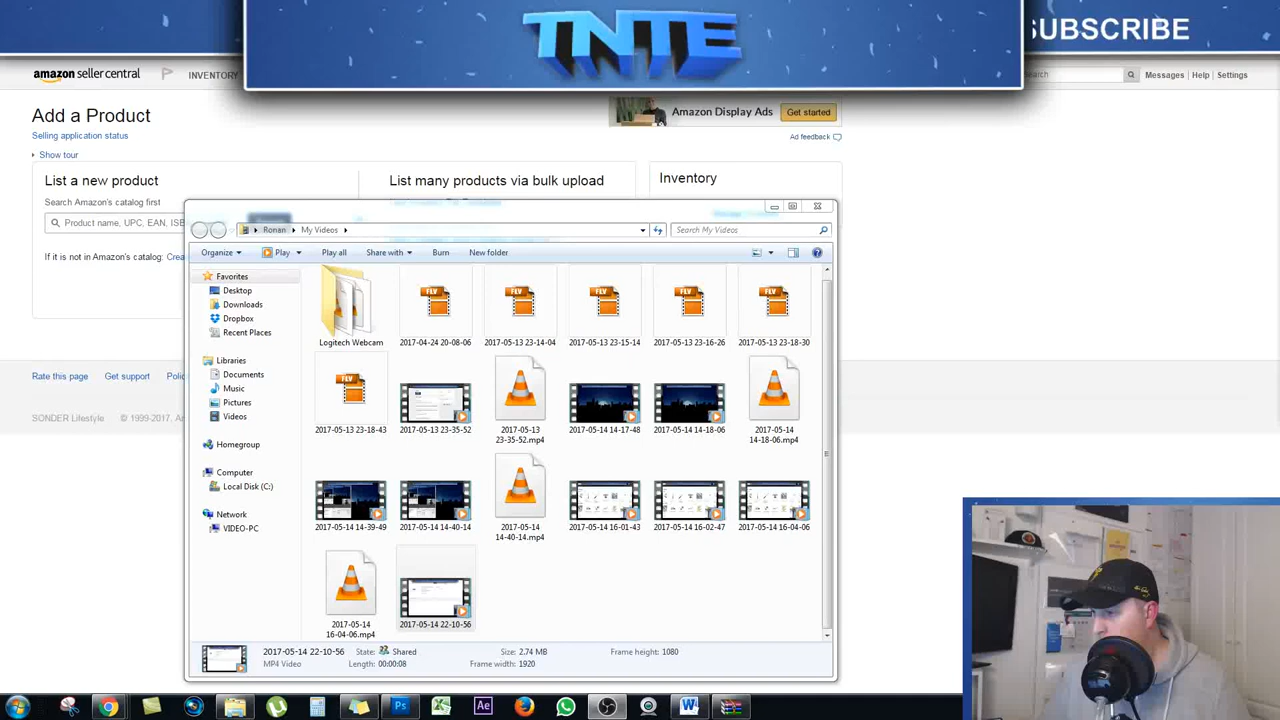 TNTE
SUBSCRIBE
amazon seller central
INVENTORY
Messages
Help
Settings
Add a Product
Amazon Display Ads
Get started
Selling application status
Ad feedback
Show tour
List a new product
List many products via bulk upload
Inventory
Search Amazon's catalog first
Product name, UPC, EAN, ISB
If it is not in Amazon's catalog: Crea
Ronan
My Videos
Search My Videos
Organize
Play
Play all
Share with
Burn
New folder
Favorites
Desktop
Downloads
Dropbox
Recent Places
Libraries
Documents
Music
Pictures
Videos
Homegroup
Computer
Local Disk (C:)
Network
VIDEO-PC
FLV
FLV
FLV
FLV
FLV
Logitech Webcam
2017-04-24 20-08-06
2017-05-13 23-14-04
2017-05-13 23-15-14
2017-05-13 23-16-26
2017-05-13 23-18-30
FLV
2017-05-13 23-18-43
2017-05-13 23-35-52
2017-05-13
23-35-52.mp4
2017-05-14 14-17-48
2017-05-14 14-18-06
2017-05-14
14-18-06.mp4
2017-05-14 14-39-49
2017-05-14 14-40-14
2017-05-14
14-40-14.mp4
2017-05-14 16-01-43
2017-05-14 16-02-47
2017-05-14 16-04-06
2017-05-14
16-04-06.mp4
2017-05-14 22-10-56
2017-05-14 22-10-56
MP4 Video
State:
Shared
Length: 00:00:08
Size: 2.74 MB
Frame width: 1920
Frame height: 1080
Rate this page
Get support
Polic
SONDER Lifestyle
© 1999-2017, A
Ps
Ae
W